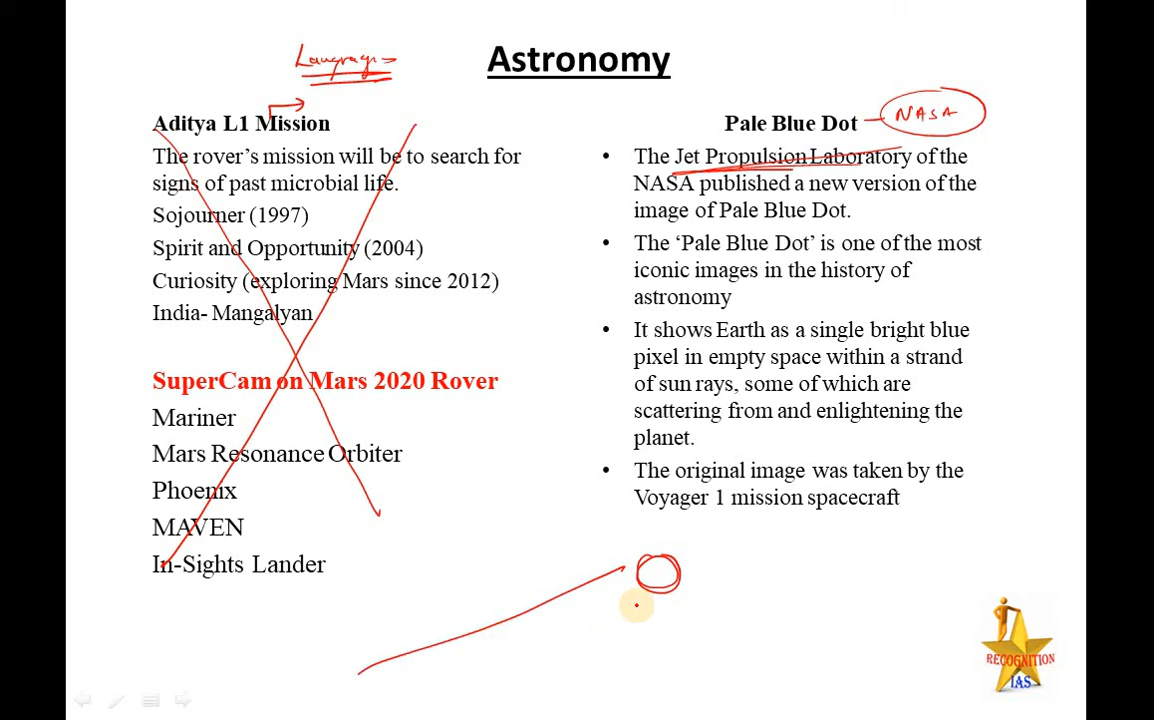 Astronomy
Aditya L1 Mission
The rover's mission will be to search for
signs of past microbial life.
Sojourner (1997)
Spirit and Opportunity (2004)
Curiosity (exploring Mars since 2012)
India- Mangalyan
SuperCam on Mars 2020 Rover
Mariner
Mars Resonance Orbiter
Phoenix
MAVEN
In-Sights Lander
Pale Blue Dot
NASA
• The Jet Propulsion Laboratory of the
NASA published a new version of the
image of Pale Blue Dot.
• The ‘Pale Blue Dot’ is one of the most
iconic images in the history of
astronomy
• It shows Earth as a single bright blue
pixel in empty space within a strand
of sun rays, some of which are
scattering from and enlightening the
planet.
• The original image was taken by the
Voyager 1 mission spacecraft
RECOGNITION
IAS